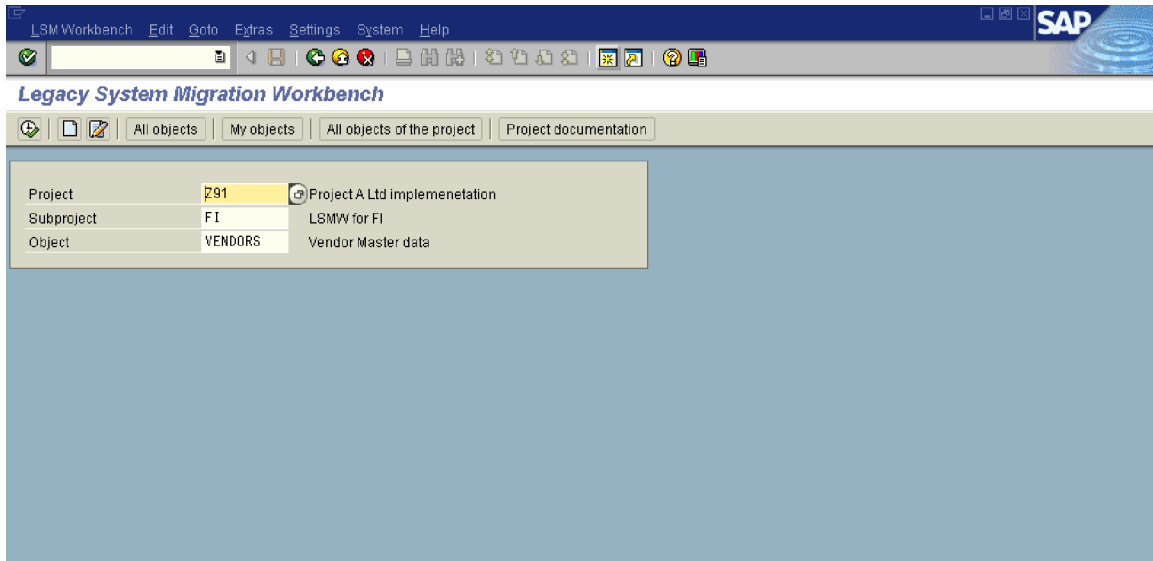 LSM Workbench Edit Goto Extras Settings System Help
SAP
Legacy System Migration Workbench
All objects My objects All objects of the project Project documentation
Project Z91 Project A Ltd implemenetation
Subproject FI LSMW for FI
Object VENDORS Vendor Master data